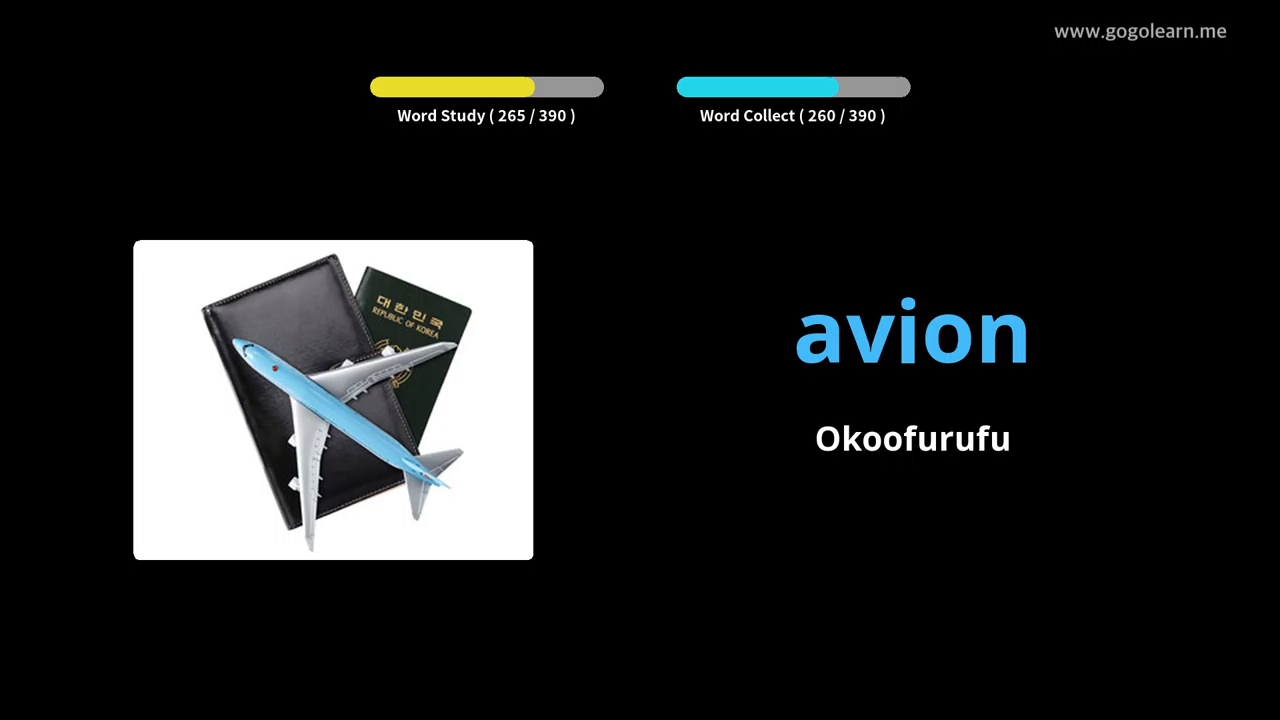 www.gogolearn.me
Word Study ( 265 / 390 )
Word Collect ( 260 / 390 )
대한민국
REPUBLIC OF KOREA
avion
Okoofurufu